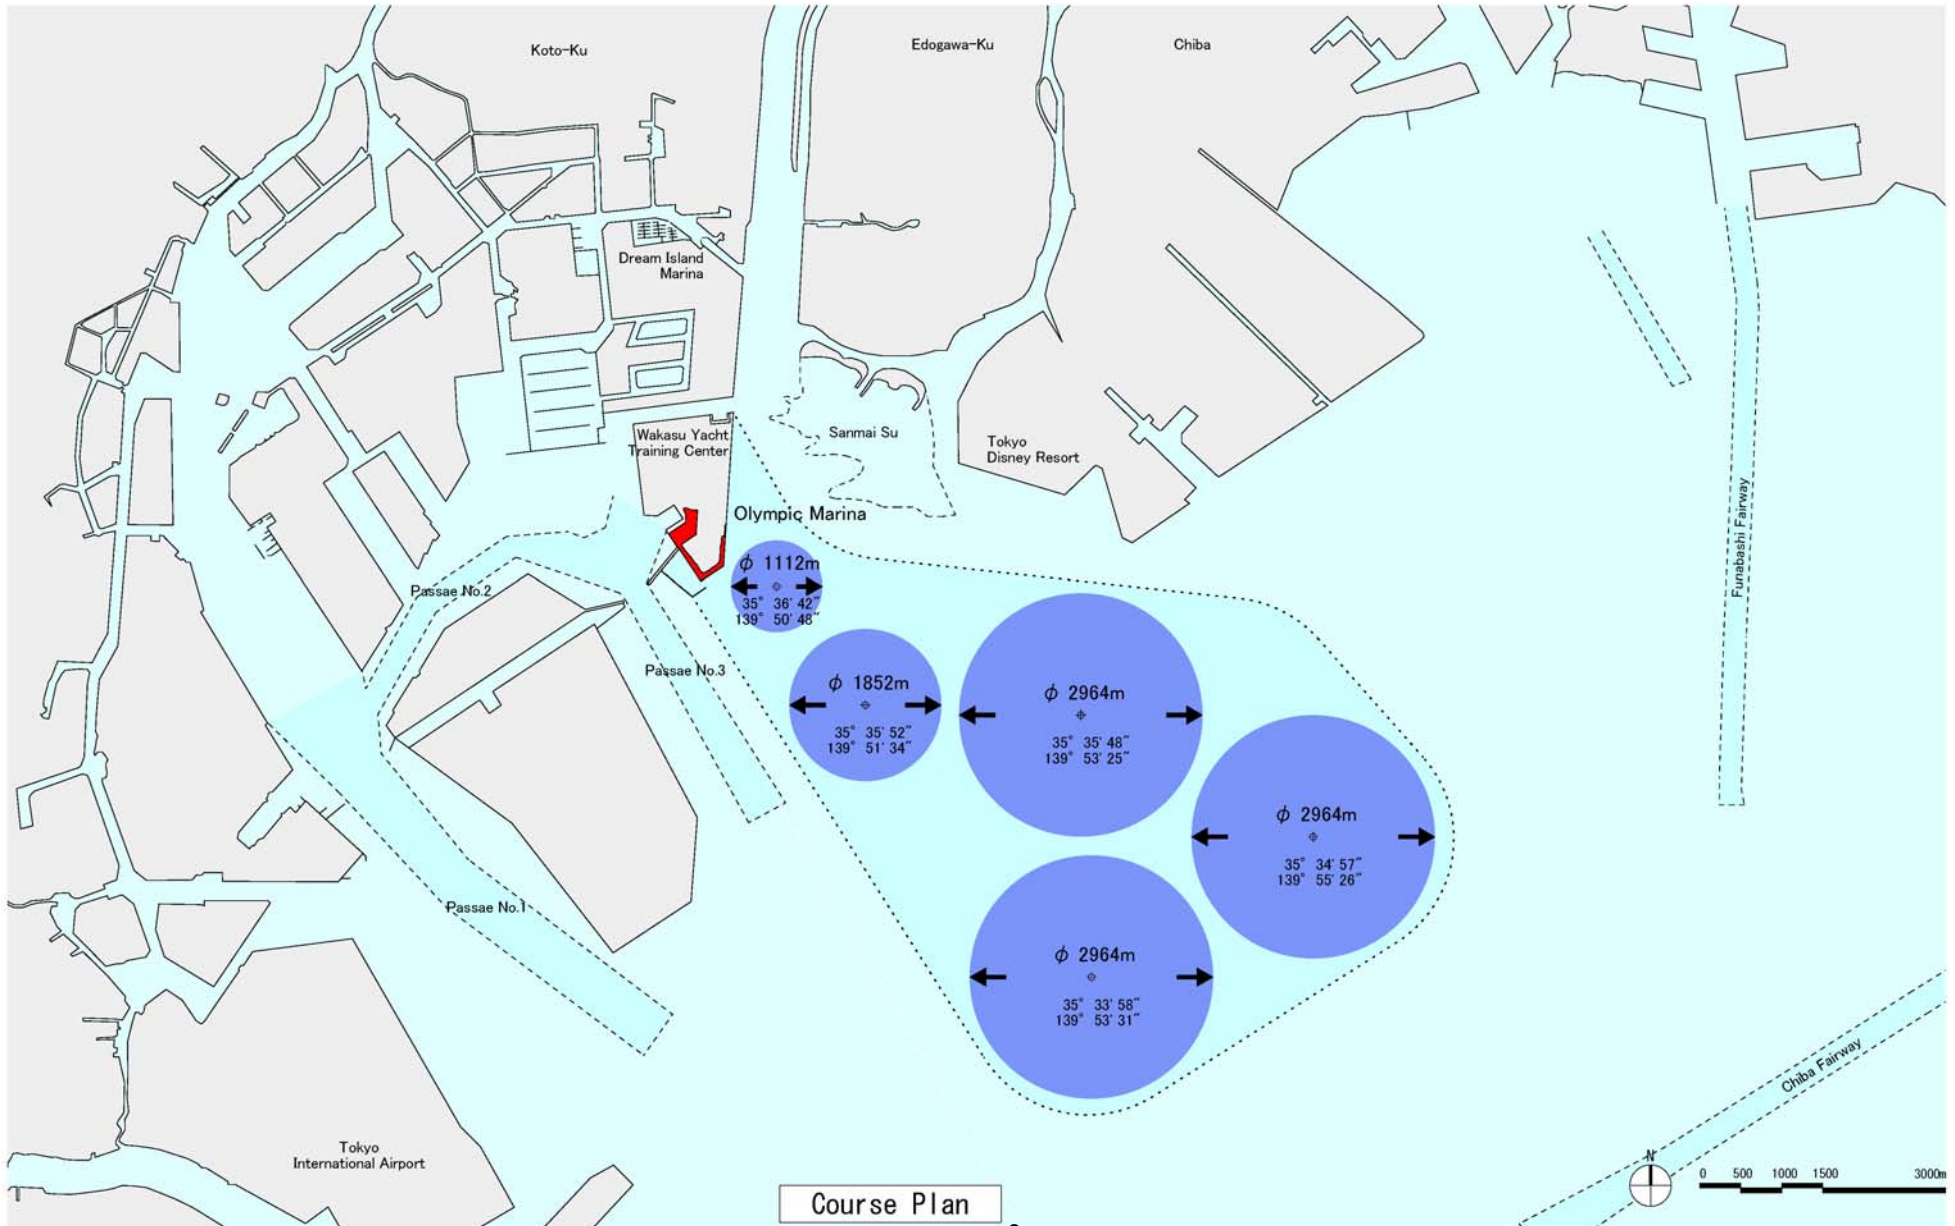 Koto-Ku
Edogawa-Ku
Chiba
Dream Island
Marina
Wakasu Yacht
Training Center
Sanmai Su
Tokyo
Disney Resort
Olympic Marina
φ 1112m
35° 36' 42"
139° 50' 48"
Passae No.2
Funabashi Fairway
Passae No.3
φ 1852m
35° 35' 52"
139° 51' 34"
φ 2964m
35° 35' 48"
139° 53' 25"
φ 2964m
35° 34' 57"
139° 55' 26"
Passae No.1
φ 2964m
35° 33' 58"
139° 53' 31"
Chiba Fairway
Tokyo
International Airport
N
0 500 1000 1500 3000m
Course Plan